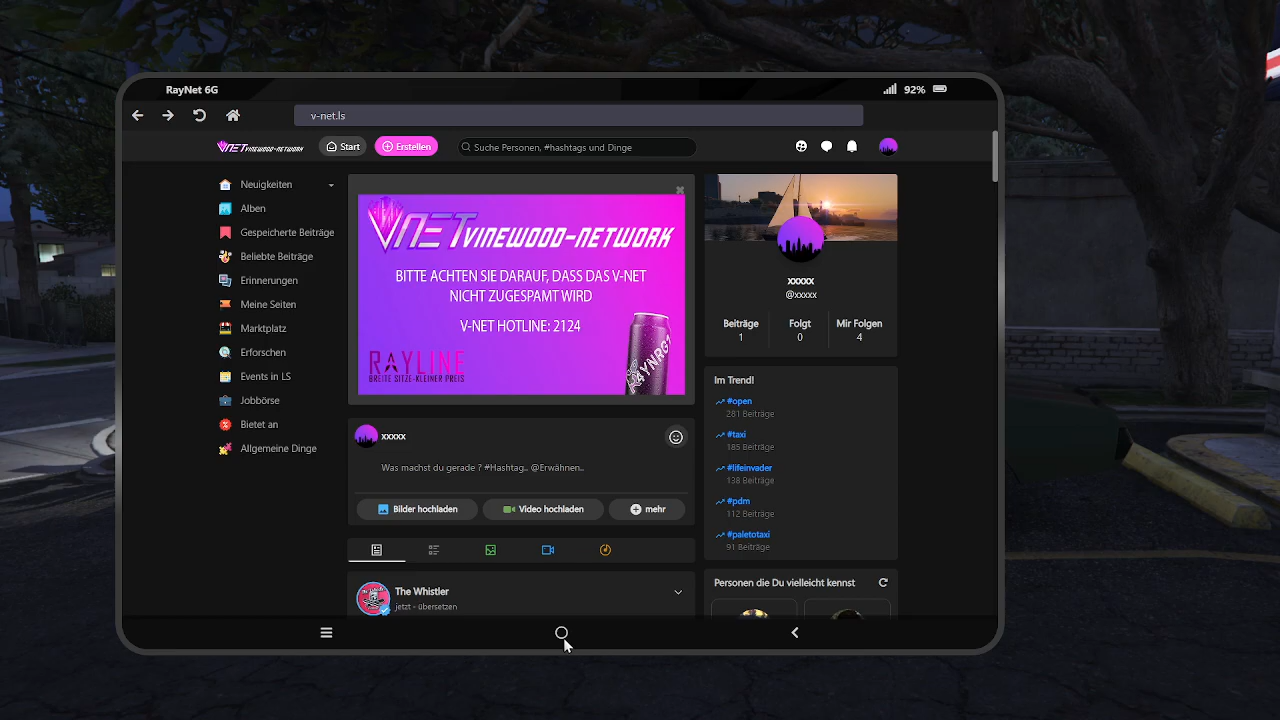 RayNet 6G
92%
v-net.ls
VNET VINEWOOD-NETWORK
Start
Erstellen
Suche Personen, #hashtags und Dinge
Neuigkeiten
Alben
Gespeicherte Beiträge
Beliebte Beiträge
Erinnerungen
Meine Seiten
Marktplatz
Erforschen
Events in LS
Jobbörse
Bietet an
Allgemeine Dinge
VNET VINEWOOD-NETWORK
BITTE ACHTEN SIE DARAUF, DASS DAS V-NET
NICHT ZUGESPAMT WIRD
V-NET HOTLINE: 2124
RAYLINE
BREITE SITZE-KLEINER PREIS
RAYNRG
xxxxx
Was machst du gerade ? #Hashtag.. @Erwähnen..
Bilder hochladen
Video hochladen
mehr
The Whistler
jetzt - übersetzen
xxxxx
@xxxxx
Beiträge
1
Folgt
0
Mir Folgen
4
Im Trend!
#open
281 Beiträge
#taxi
185 Beiträge
#lifeinvader
138 Beiträge
#pdm
112 Beiträge
#paletotaxi
91 Beiträge
Personen die Du vielleicht kennst